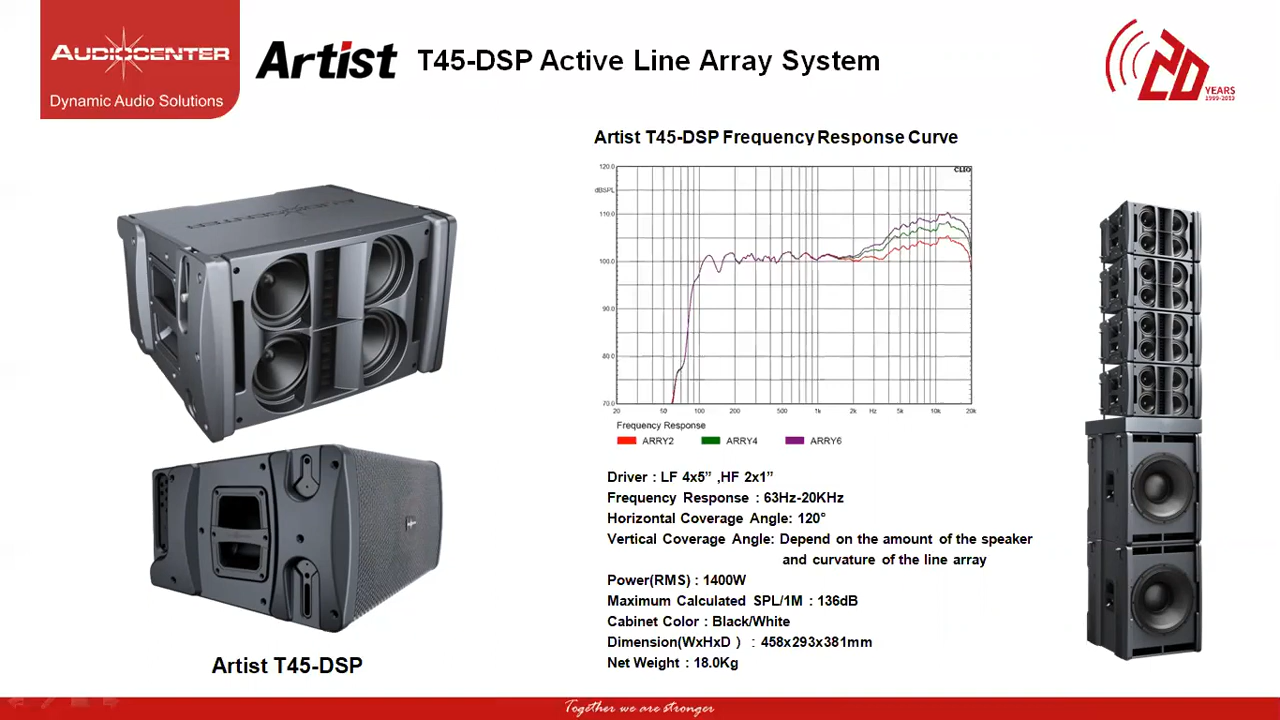 AUDIOCENTER
Dynamic Audio Solutions
Artist T45-DSP Active Line Array System
20 YEARS
1999-2012
Artist T45-DSP Frequency Response Curve
CLIO
120.0
dBSPL
110.0
100.0
90.0
80.0
70.0
20 50 100 200 500 1k 2k Hz 5k 10k 20k
Frequency Response
ARRY2 ARRY4 ARRY6
AUDIOCENTER
Driver : LF 4x5” ,HF 2x1”
Frequency Response : 63Hz-20KHz
Horizontal Coverage Angle: 120°
Vertical Coverage Angle: Depend on the amount of the speaker
and curvature of the line array
Power(RMS) : 1400W
Maximum Calculated SPL/1M : 136dB
Cabinet Color : Black/White
Dimension(WxHxD ） : 458x293x381mm
Net Weight : 18.0Kg
Artist T45-DSP
Together we are stronger